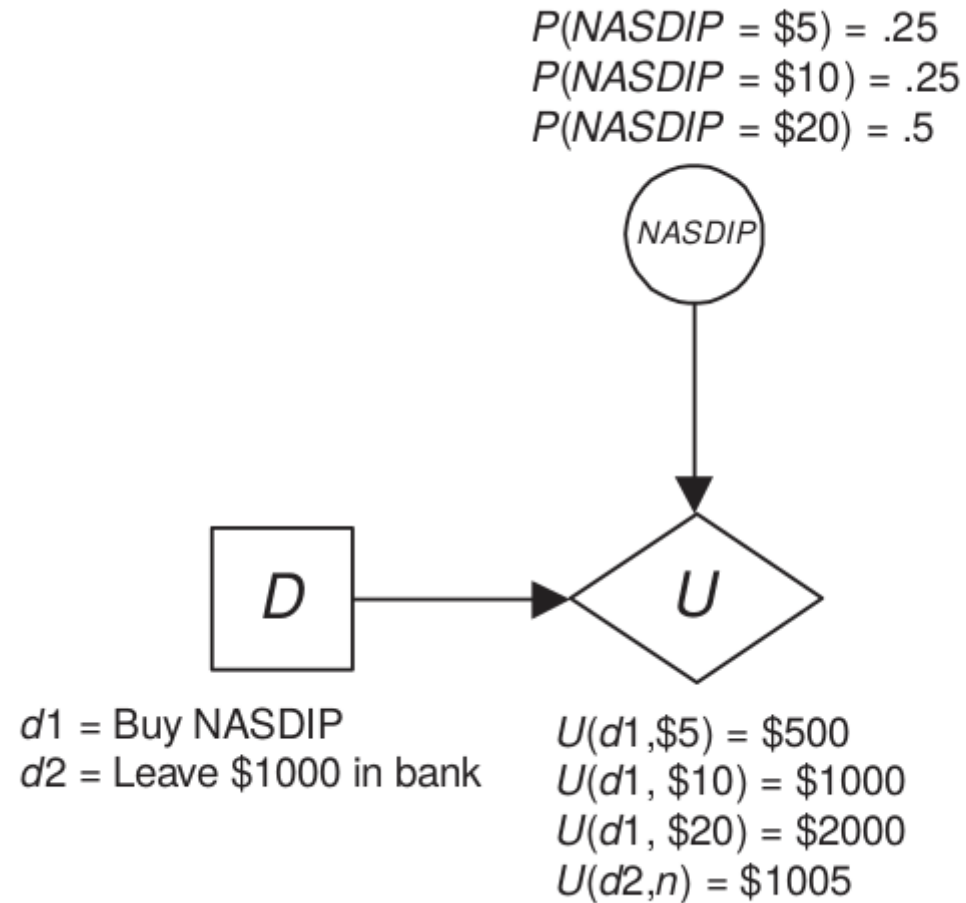 P(NASDIP = $5) = .25
P(NASDIP = $10) = .25
P(NASDIP = $20) = .5
NASDIP
D
U
d1 = Buy NASDIP
d2 = Leave $1000 in bank
U(d1,$5) = $500
U(d1, $10) = $1000
U(d1, $20) = $2000
U(d2,n) = $1005